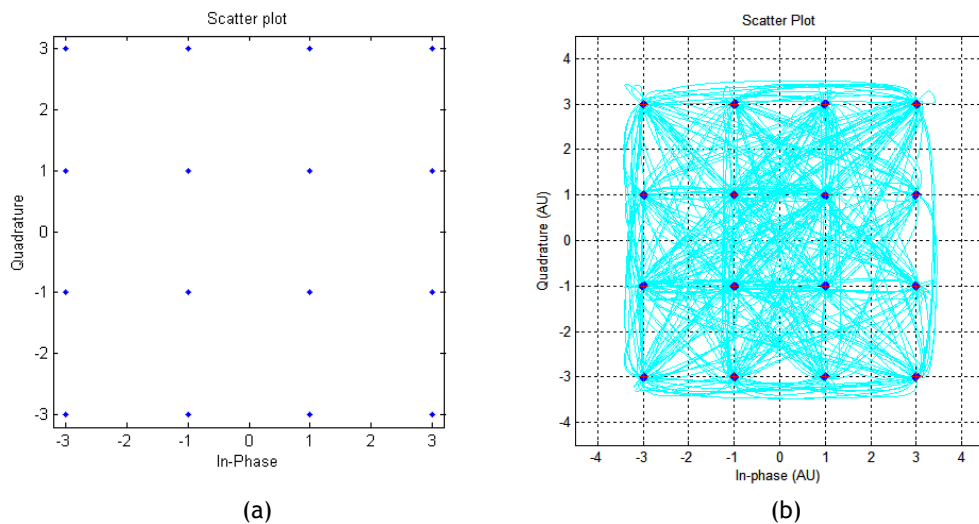 Scatter plot
3
2
1
0
-1
-2
-3
Quadrature
-3 -2 -1 0 1 2 3
In-Phase
(a)
Scatter Plot
4
3
2
1
0
-1
-2
-3
-4
Quadrature (AU)
-4 -3 -2 -1 0 1 2 3 4
In-phase (AU)
(b)